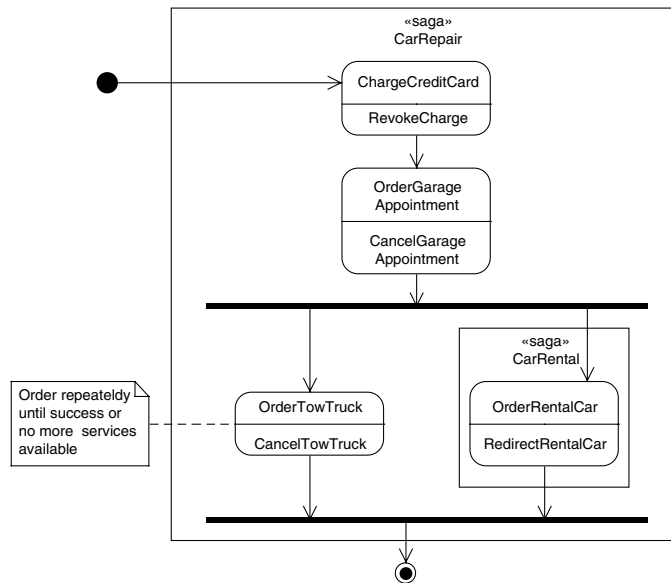 «saga»
CarRepair
ChargeCreditCard
RevokeCharge
OrderGarage
Appointment
CancelGarage
Appointment
«saga»
CarRental
Order repeateldy
until success or
no more services
available
OrderTowTruck
CancelTowTruck
OrderRentalCar
RedirectRentalCar